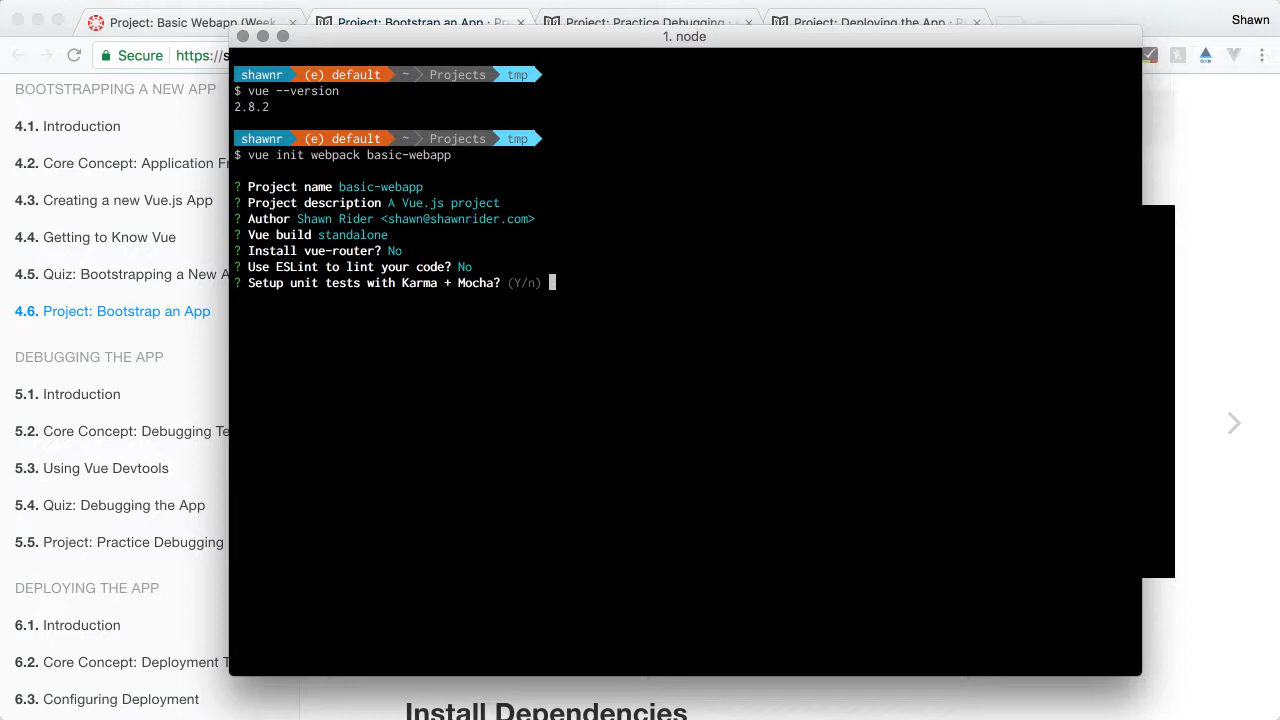 Project: Basic Webapp (Week
Project: Bootstrap an App · P
Project: Practice Debugging ·
Project: Deploying the App · P
Shawn
1. node
Secure
https://s
BOOTSTRAPPING A NEW APP
4.1. Introduction
4.2. Core Concept: Application Fr
4.3. Creating a new Vue.js App
4.4. Getting to Know Vue
4.5. Quiz: Bootstrapping a New A
4.6. Project: Bootstrap an App
DEBUGGING THE APP
5.1. Introduction
5.2. Core Concept: Debugging Te
5.3. Using Vue Devtools
5.4. Quiz: Debugging the App
5.5. Project: Practice Debugging
DEPLOYING THE APP
6.1. Introduction
6.2. Core Concept: Deployment T
6.3. Configuring Deployment
shawnr (e) default ~ Projects tmp
$ vue --version
2.8.2
shawnr (e) default ~ Projects tmp
$ vue init webpack basic-webapp
? Project name basic-webapp
? Project description A Vue.js project
? Author Shawn Rider <shawn@shawnrider.com>
? Vue build standalone
? Install vue-router? No
? Use ESLint to lint your code? No
? Setup unit tests with Karma + Mocha? (Y/n)
Install Dependencies